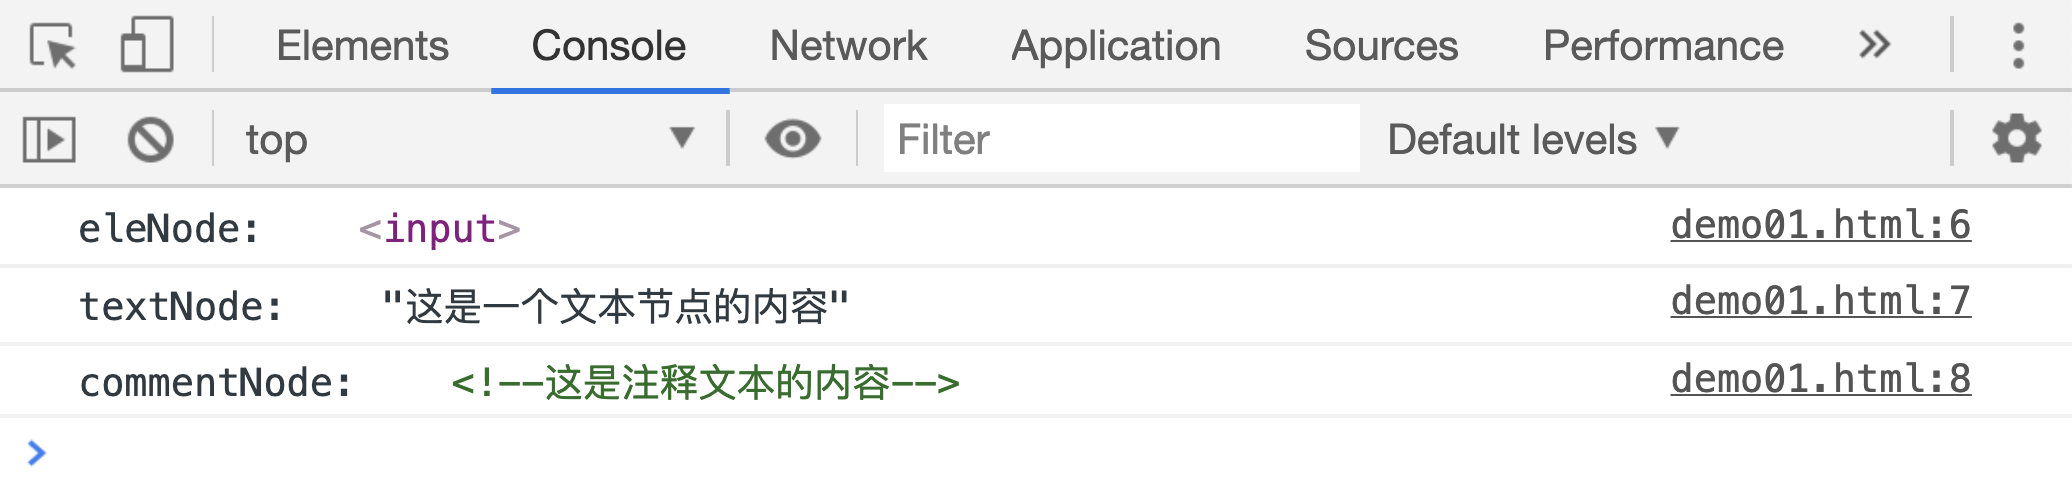 Elements Console Network Application Sources Performance
top Filter Default levels
eleNode: <input> demo01.html:6
textNode: "这是一个文本节点的内容" demo01.html:7
commentNode: <!--这是注释文本的内容--> demo01.html:8